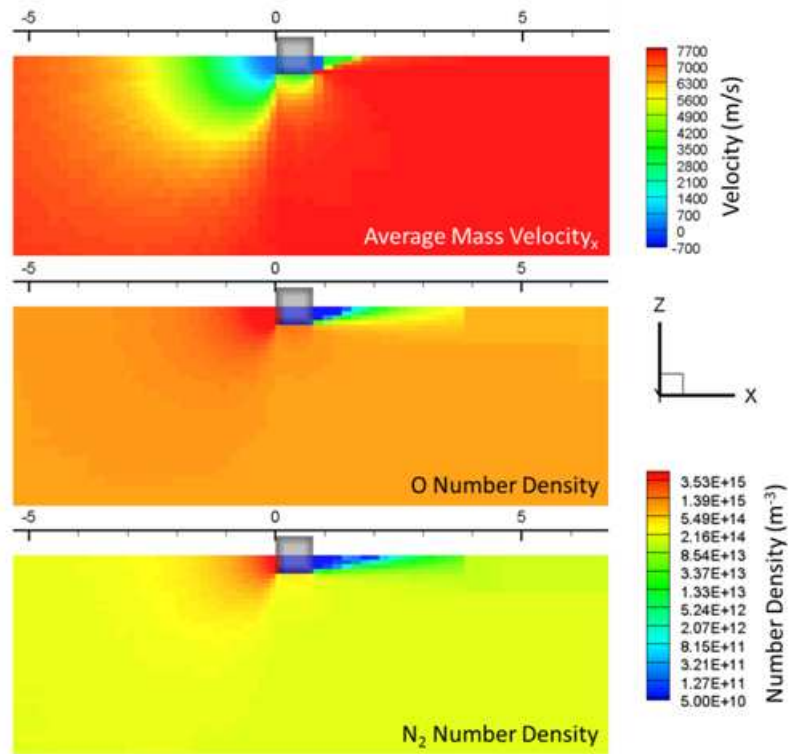 -5 0 5
Average Mass Velocityₓ
7700
7000
6300
5600
4900
4200
3500
2800
2100
1400
700
0
-700
Velocity (m/s)
-5 0 5
O Number Density
Z
X
Y
-5 0 5
N₂ Number Density
3.53E+15
1.39E+15
5.49E+14
2.16E+14
8.54E+13
3.37E+13
1.33E+13
5.24E+12
2.07E+12
8.15E+11
3.21E+11
1.27E+11
5.00E+10
Number Density (m⁻³)